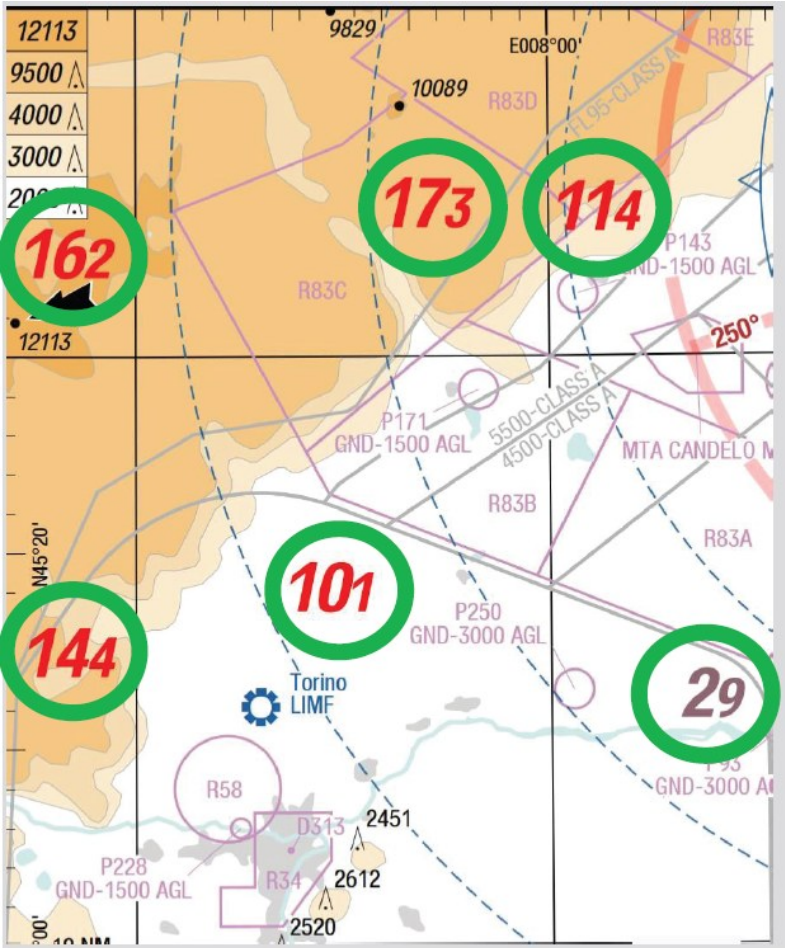 12113
9500
4000
3000
9829
10089
E008°00'
R83E
R83D
FL95-CLASS A
173
114
162
P143
GND-1500 AGL
R83C
12113
250°
P171
GND-1500 AGL
5500-CLASS A
4500-CLASS A
MTA CANDELO M
R83B
R83A
N45°20'
101
P250
GND-3000 AGL
144
29
Torino
LIMF
P93
GND-3000 AG
R58
D313
2451
P228
GND-1500 AGL
R34
2612
2520